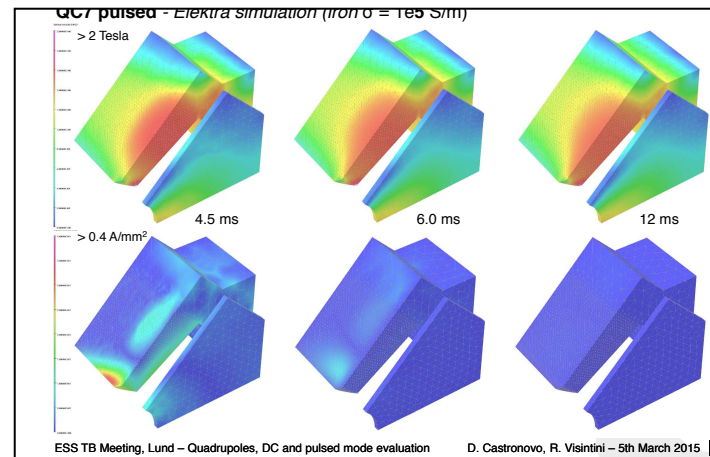 QC7 pulsed - Elektra simulation (iron σ = 1e5 S/m)
> 2 Tesla
4.5 ms
6.0 ms
12 ms
> 0.4 A/mm²
ESS TB Meeting, Lund – Quadrupoles, DC and pulsed mode evaluation
D. Castronovo, R. Visintini – 5th March 2015